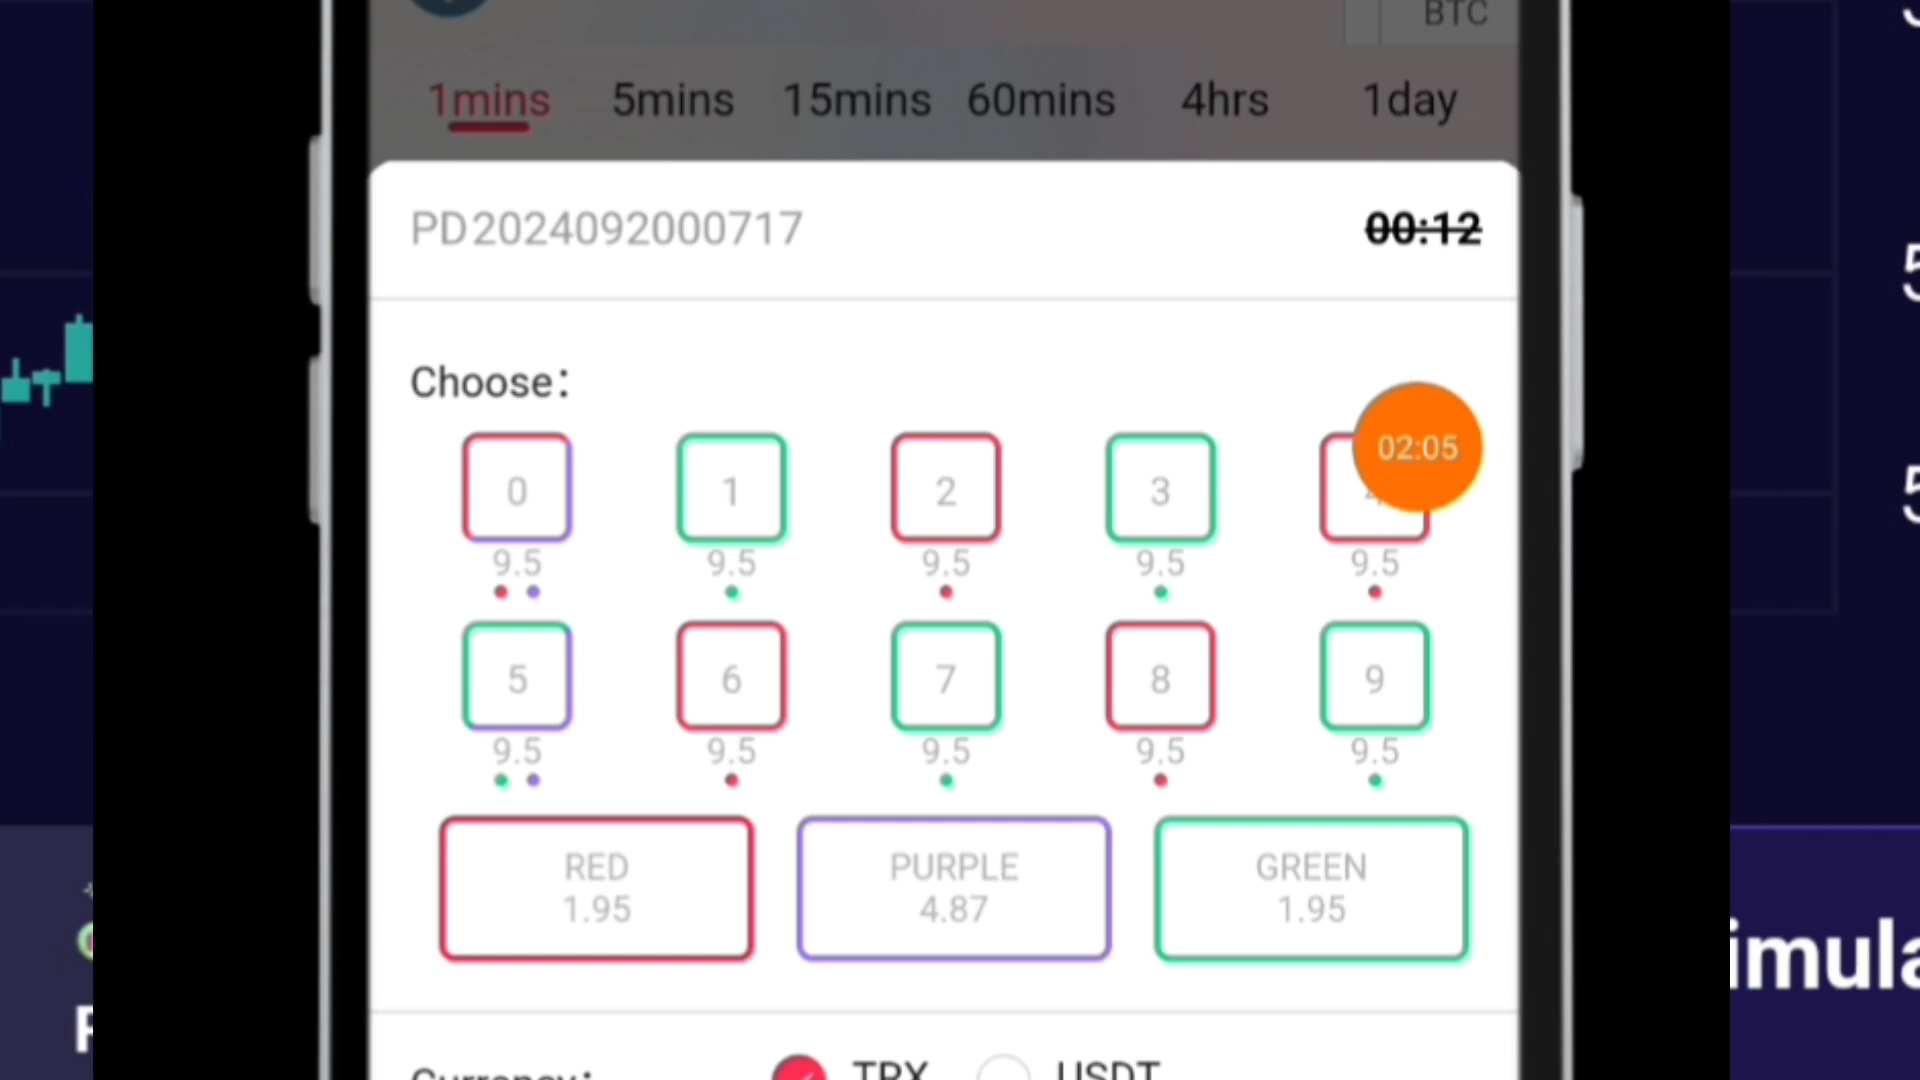 BTC
1mins 5mins 15mins 60mins 4hrs 1day
PD2024092000717 00:12
Choose:
02:05
0 1 2 3
9.5 9.5 9.5 9.5 9.5
5 6 7 8 9
9.5 9.5 9.5 9.5 9.5
RED PURPLE GREEN
1.95 4.87 1.95
Currency: TRX USDT